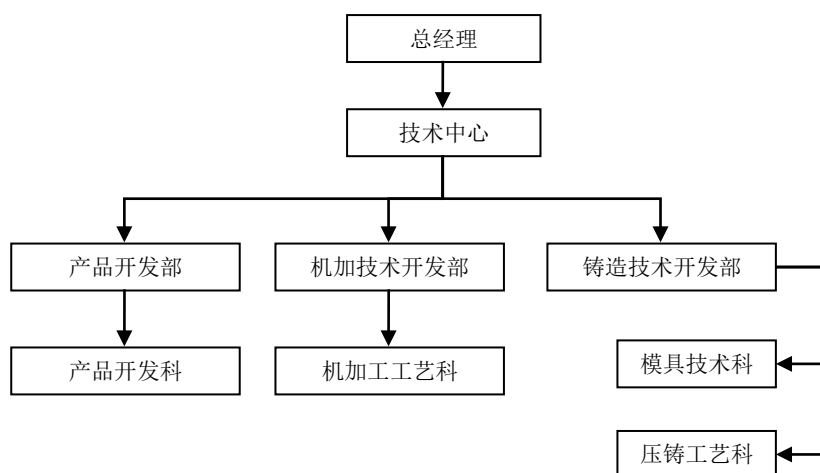 总经理
技术中心
产品开发部
机加技术开发部
铸造技术开发部
产品开发科
机加工工艺科
模具技术科
压铸工艺科